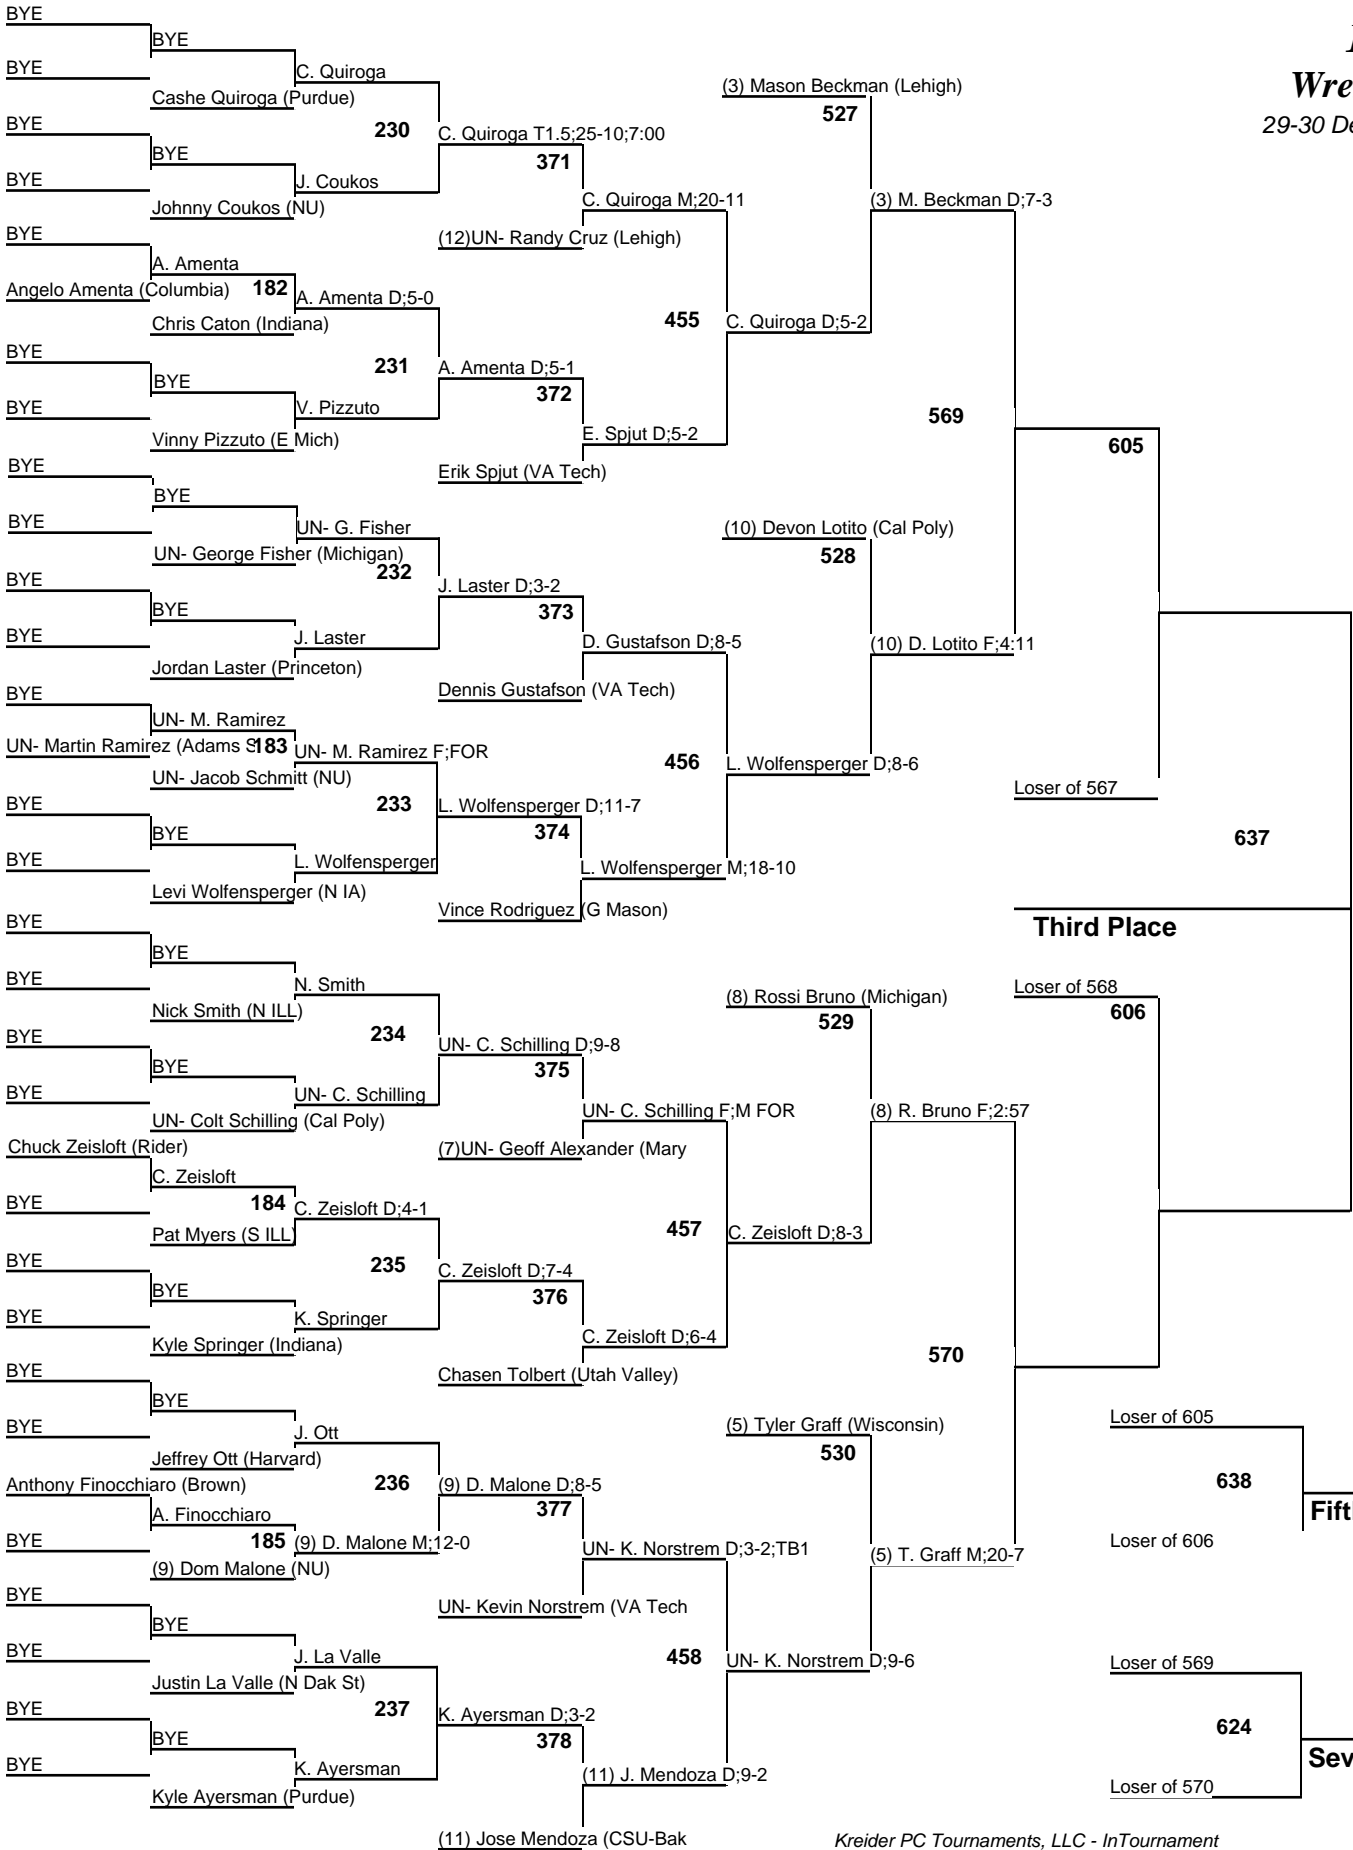 BYE
BYE
BYE
C. Quiroga
Cashe Quiroga (Purdue)
BYE
230
C. Quiroga T1.5;25-10;7:00
BYE
371
BYE
J. Coukos
Johnny Coukos (NU)
C. Quiroga M;20-11
(12)UN- Randy Cruz (Lehigh)
(3) Mason Beckman (Lehigh)
527
(3) M. Beckman D;7-3
Wre
29-30 De
BYE
A. Amenta
Angelo Amenta (Columbia)
182
A. Amenta D;5-0
Chris Caton (Indiana)
455
C. Quiroga D;5-2
BYE
231
A. Amenta D;5-1
BYE
372
BYE
V. Pizzuto
Vinny Pizzuto (E Mich)
E. Spjut D;5-2
Erik Spjut (VA Tech)
569
605
BYE
BYE
BYE
UN- G. Fisher
UN- George Fisher (Michigan)
232
(10) Devon Lotito (Cal Poly)
528
BYE
J. Laster D;3-2
BYE
373
BYE
J. Laster
Jordan Laster (Princeton)
D. Gustafson D;8-5
(10) D. Lotito F;4:11
Dennis Gustafson (VA Tech)
BYE
UN- M. Ramirez
UN- Martin Ramirez (Adams S
183
UN- M. Ramirez F;FOR
UN- Jacob Schmitt (NU)
456
L. Wolfensperger D;8-6
Loser of 567
BYE
233
L. Wolfensperger D;11-7
BYE
374
637
BYE
L. Wolfensperger
L. Wolfensperger M;18-10
Levi Wolfensperger (N IA)
Vince Rodriguez (G Mason)
Third Place
BYE
BYE
BYE
N. Smith
Nick Smith (N ILL)
(8) Rossi Bruno (Michigan)
529
Loser of 568
606
BYE
234
UN- C. Schilling D;9-8
BYE
375
BYE
UN- C. Schilling
UN- Colt Schilling (Cal Poly)
UN- C. Schilling F;M FOR
(8) R. Bruno F;2:57
Chuck Zeisloft (Rider)
(7)UN- Geoff Alexander (Mary
C. Zeisloft
BYE
184
C. Zeisloft D;4-1
Pat Myers (S ILL)
457
C. Zeisloft D;8-3
BYE
235
C. Zeisloft D;7-4
BYE
376
BYE
K. Springer
Kyle Springer (Indiana)
C. Zeisloft D;6-4
570
Chasen Tolbert (Utah Valley)
BYE
BYE
BYE
J. Ott
Jeffrey Ott (Harvard)
(5) Tyler Graff (Wisconsin)
530
Loser of 605
Anthony Finocchiaro (Brown)
236
(9) D. Malone D;8-5
638
A. Finocchiaro
377
Fift
BYE
185
(9) D. Malone M;12-0
(9) Dom Malone (NU)
UN- K. Norstrem D;3-2;TB1
(5) T. Graff M;20-7
Loser of 606
BYE
UN- Kevin Norstrem (VA Tech
BYE
BYE
J. La Valle
458
UN- K. Norstrem D;9-6
Loser of 569
Justin La Valle (N Dak St)
BYE
237
K. Ayersman D;3-2
624
BYE
378
BYE
K. Ayersman
(11) J. Mendoza D;9-2
Sev
Kyle Ayersman (Purdue)
Loser of 570
(11) Jose Mendoza (CSU-Bak
Kreider PC Tournaments, LLC - InTournament